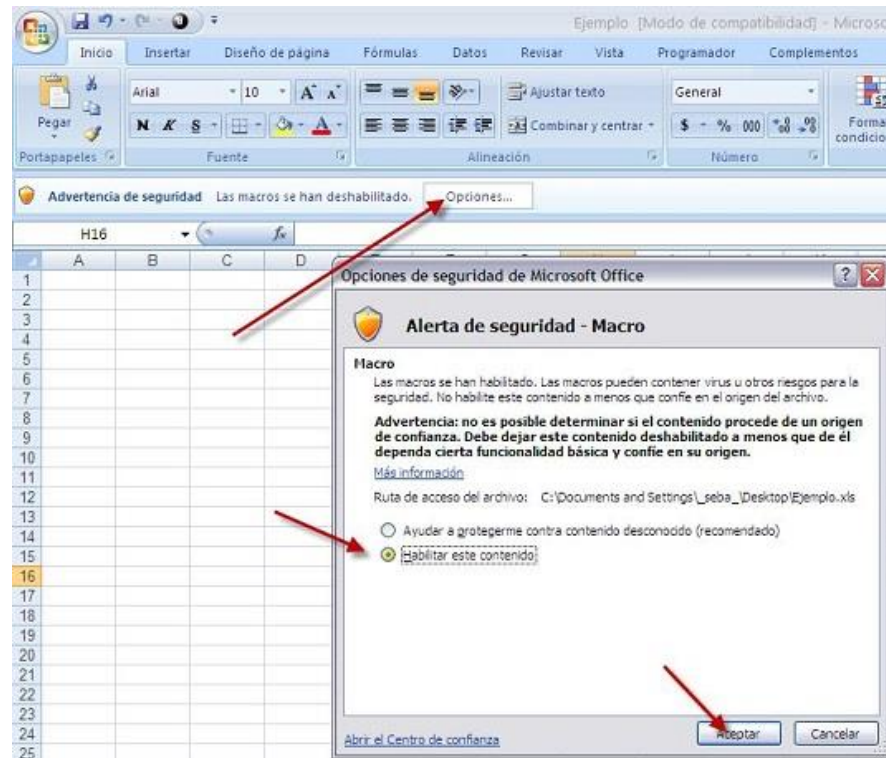 Ejemplo [Modo de compatibilidad] - Microso
Inicio Insertar Diseño de página Fórmulas Datos Revisar Vista Programador Complementos
Pegar
Arial 10 A A
Ajustar texto
General
N K S A
Combinar y centrar
$ % 000
Forma
condicio
Portapapeles Fuente Alineación Número
Advertencia de seguridad Las macros se han deshabilitado. Opciones...
H16 fx
A B C D
1
2
3
4
5
6
7
8
9
10
11
12
13
14
15
16
17
18
19
20
21
22
23
24
25
Opciones de seguridad de Microsoft Office
Alerta de seguridad - Macro
Macro
Las macros se han habilitado. Las macros pueden contener virus u otros riesgos para la
seguridad. No habilite este contenido a menos que confíe en el origen del archivo.
Advertencia: no es posible determinar si el contenido procede de un origen
de confianza. Debe dejar este contenido deshabilitado a menos que de él
dependa cierta funcionalidad básica y confíe en su origen.
Más información
Ruta de acceso del archivo: C:\Documents and Settings\_seba_\Desktop\Ejemplo.xls
Ayudar a protegerme contra contenido desconocido (recomendado)
Habilitar este contenido
Abrir el Centro de confianza
Aceptar Cancelar